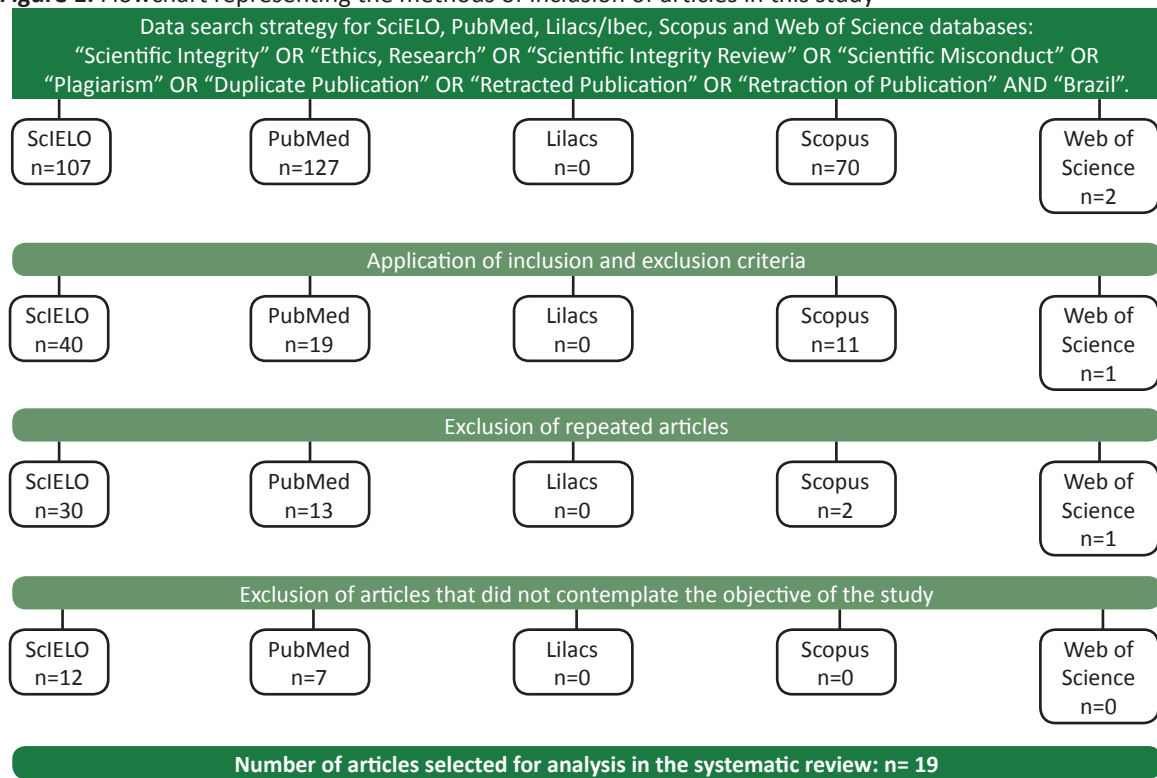 Figure 1. Flowchart representing the methods of inclusion of articles in this study
Data search strategy for SciELO, PubMed, Lilacs/Ibec, Scopus and Web of Science databases:
“Scientific Integrity” OR “Ethics, Research” OR “Scientific Integrity Review” OR “Scientific Misconduct” OR
“Plagiarism” OR “Duplicate Publication” OR “Retracted Publication” OR “Retraction of Publication” AND “Brazil”.
ScIELO
n=107
PubMed
n=127
Lilacs
n=0
Scopus
n=70
Web of
Science
n=2
Application of inclusion and exclusion criteria
ScIELO
n=40
PubMed
n=19
Lilacs
n=0
Scopus
n=11
Web of
Science
n=1
Exclusion of repeated articles
ScIELO
n=30
PubMed
n=13
Lilacs
n=0
Scopus
n=2
Web of
Science
n=1
Exclusion of articles that did not contemplate the objective of the study
ScIELO
n=12
PubMed
n=7
Lilacs
n=0
Scopus
n=0
Web of
Science
n=0
Number of articles selected for analysis in the systematic review: n= 19